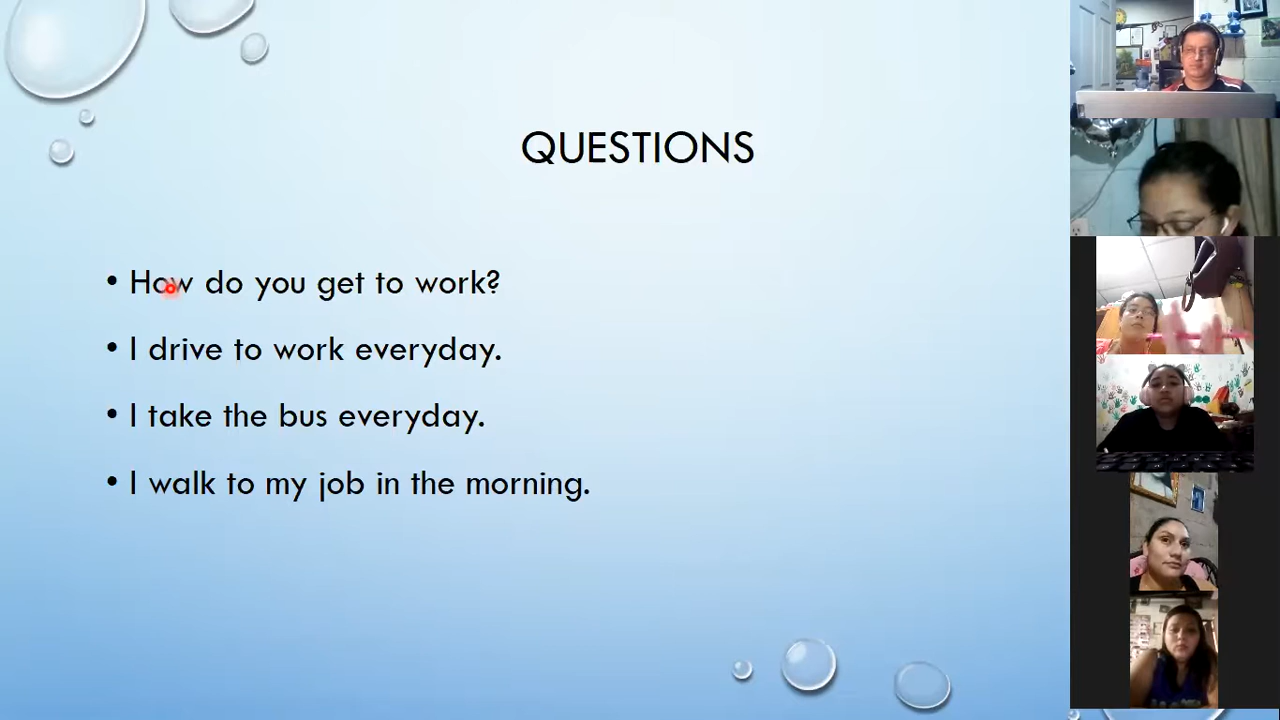 QUESTIONS
• How do you get to work?
• I drive to work everyday.
• I take the bus everyday.
• I walk to my job in the morning.